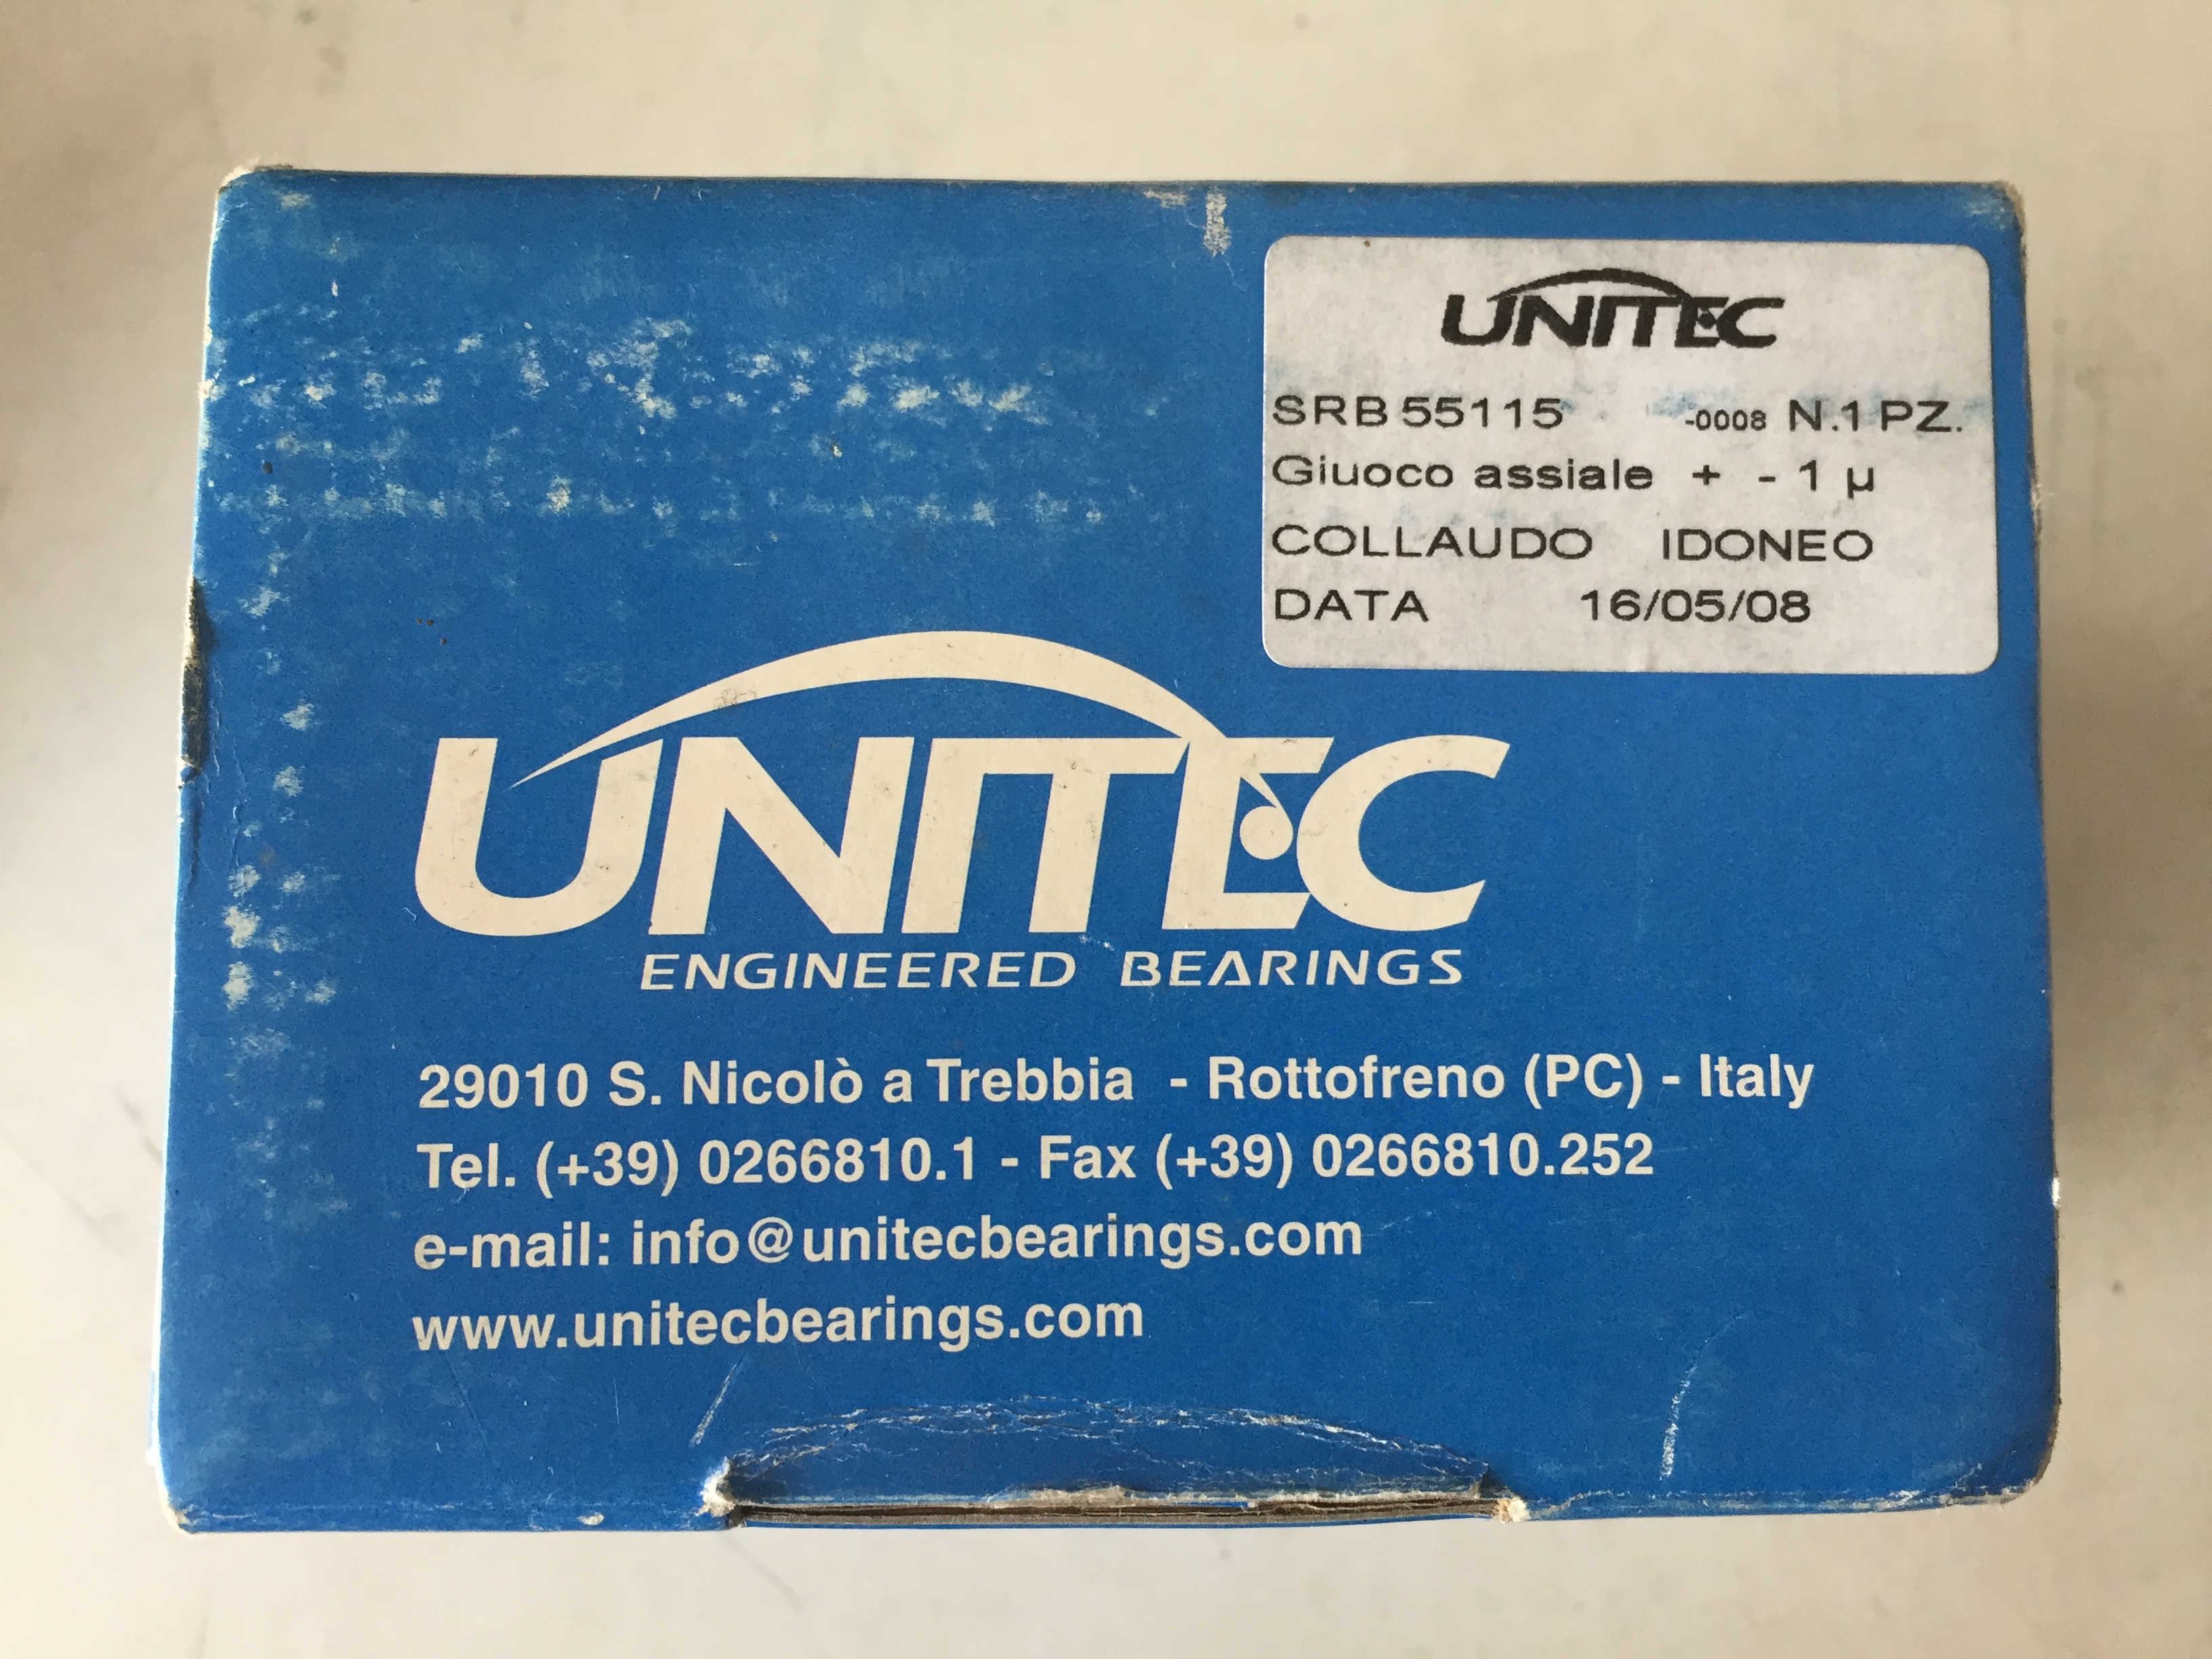 UNITEC
SRB 55115 -0008 N.1 PZ.
Giuoco assiale + - 1 µ
COLLAUDO IDONEO
DATA 16/05/08
UNITEC
ENGINEERED BEARINGS
29010 S. Nicolò a Trebbia - Rottofreno (PC) - Italy
Tel. (+39) 0266810.1 - Fax (+39) 0266810.252
e-mail: info@unitecbearings.com
www.unitecbearings.com